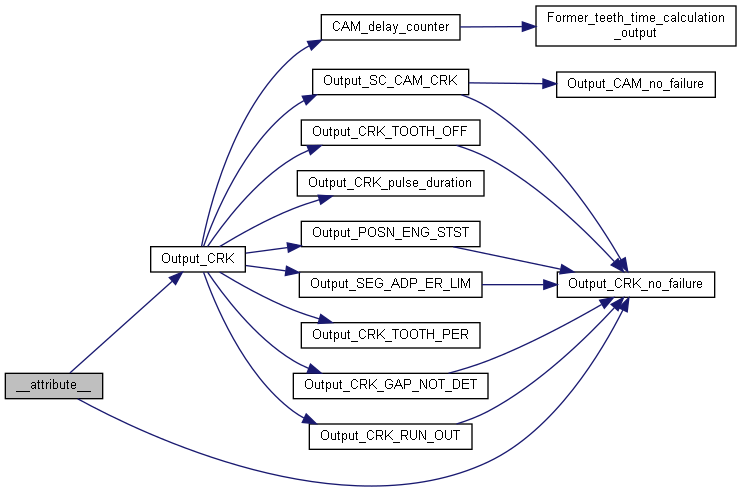 CAM_delay_counter
Former_teeth_time_calculation
_output
Output_SC_CAM_CRK
Output_CAM_no_failure
Output_CRK_TOOTH_OFF
Output_CRK_pulse_duration
Output_POSN_ENG_STST
Output_CRK
Output_SEG_ADP_ER_LIM
Output_CRK_no_failure
Output_CRK_TOOTH_PER
__attribute__
Output_CRK_GAP_NOT_DET
Output_CRK_RUN_OUT